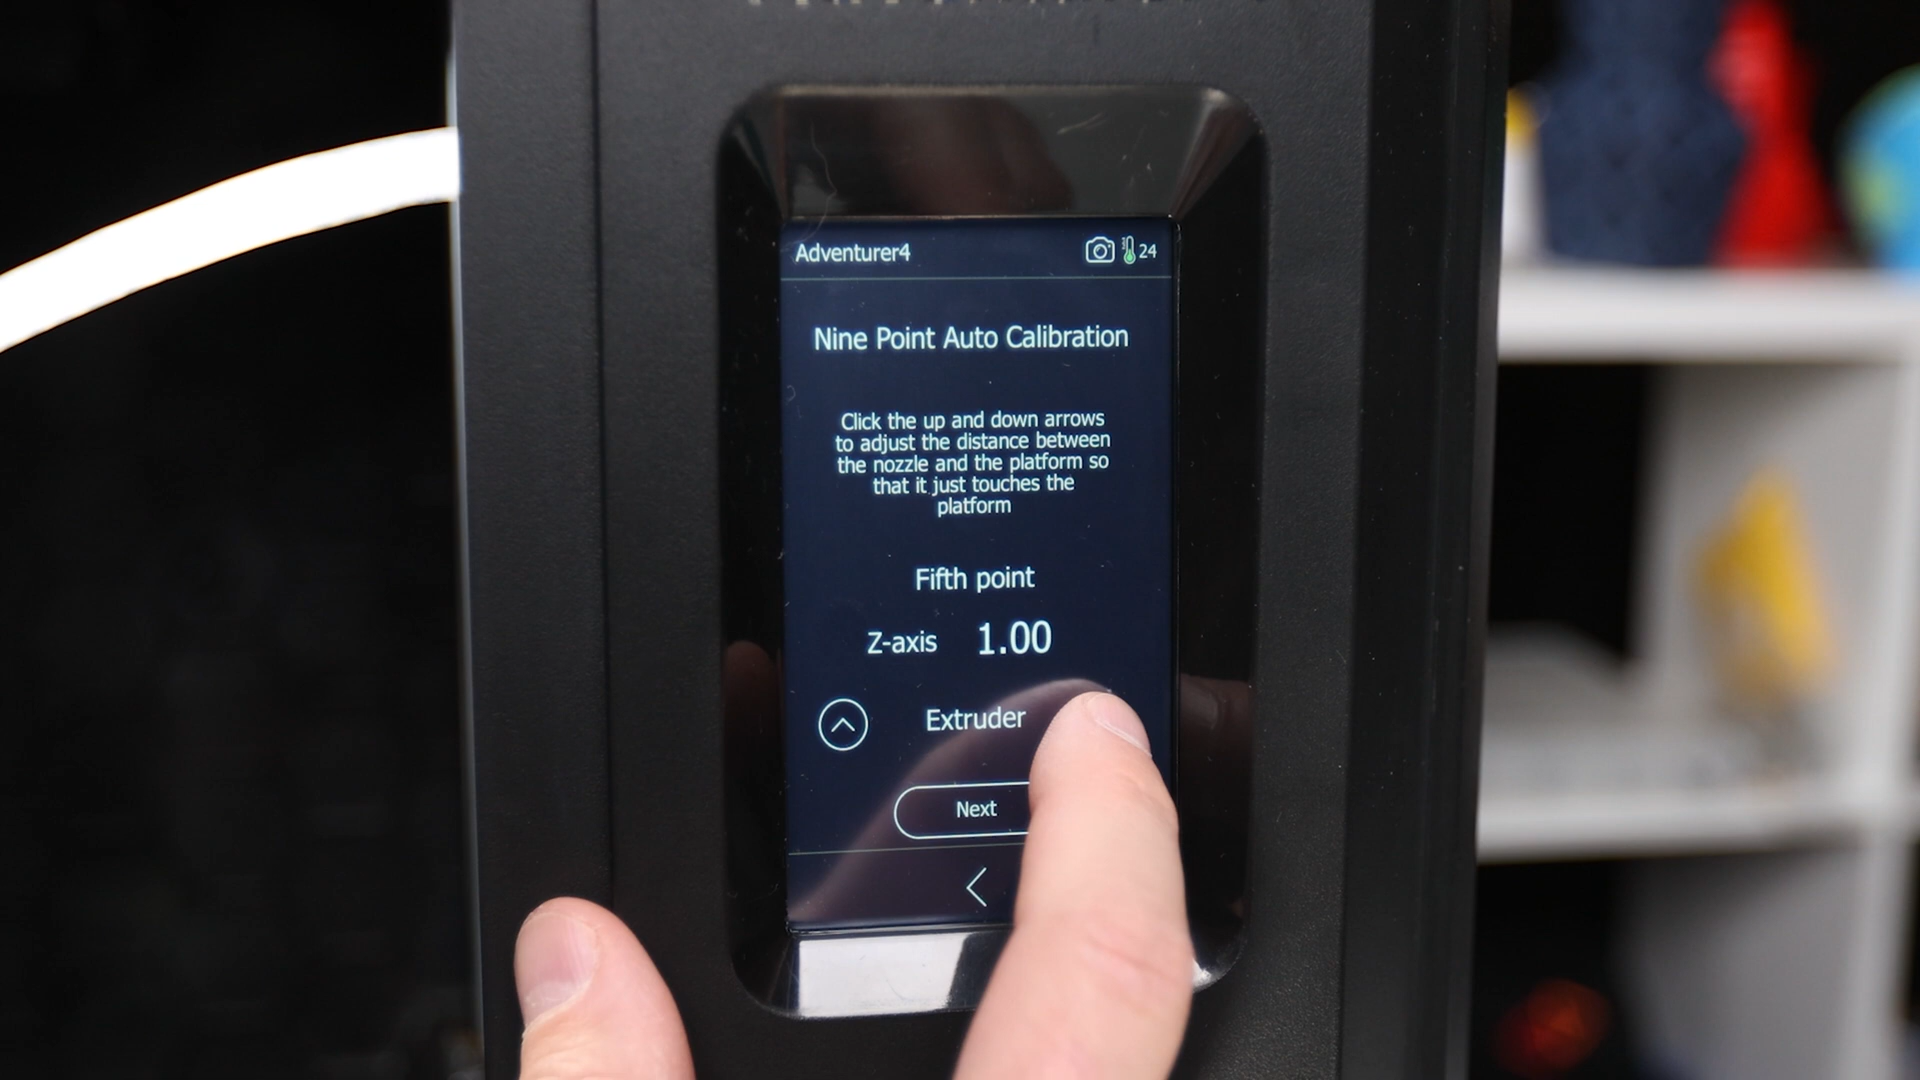 Adventurer4
24
Nine Point Auto Calibration
Click the up and down arrows
to adjust the distance between
the nozzle and the platform so
that it just touches the
platform
Fifth point
Z-axis 1.00
Extruder
Next